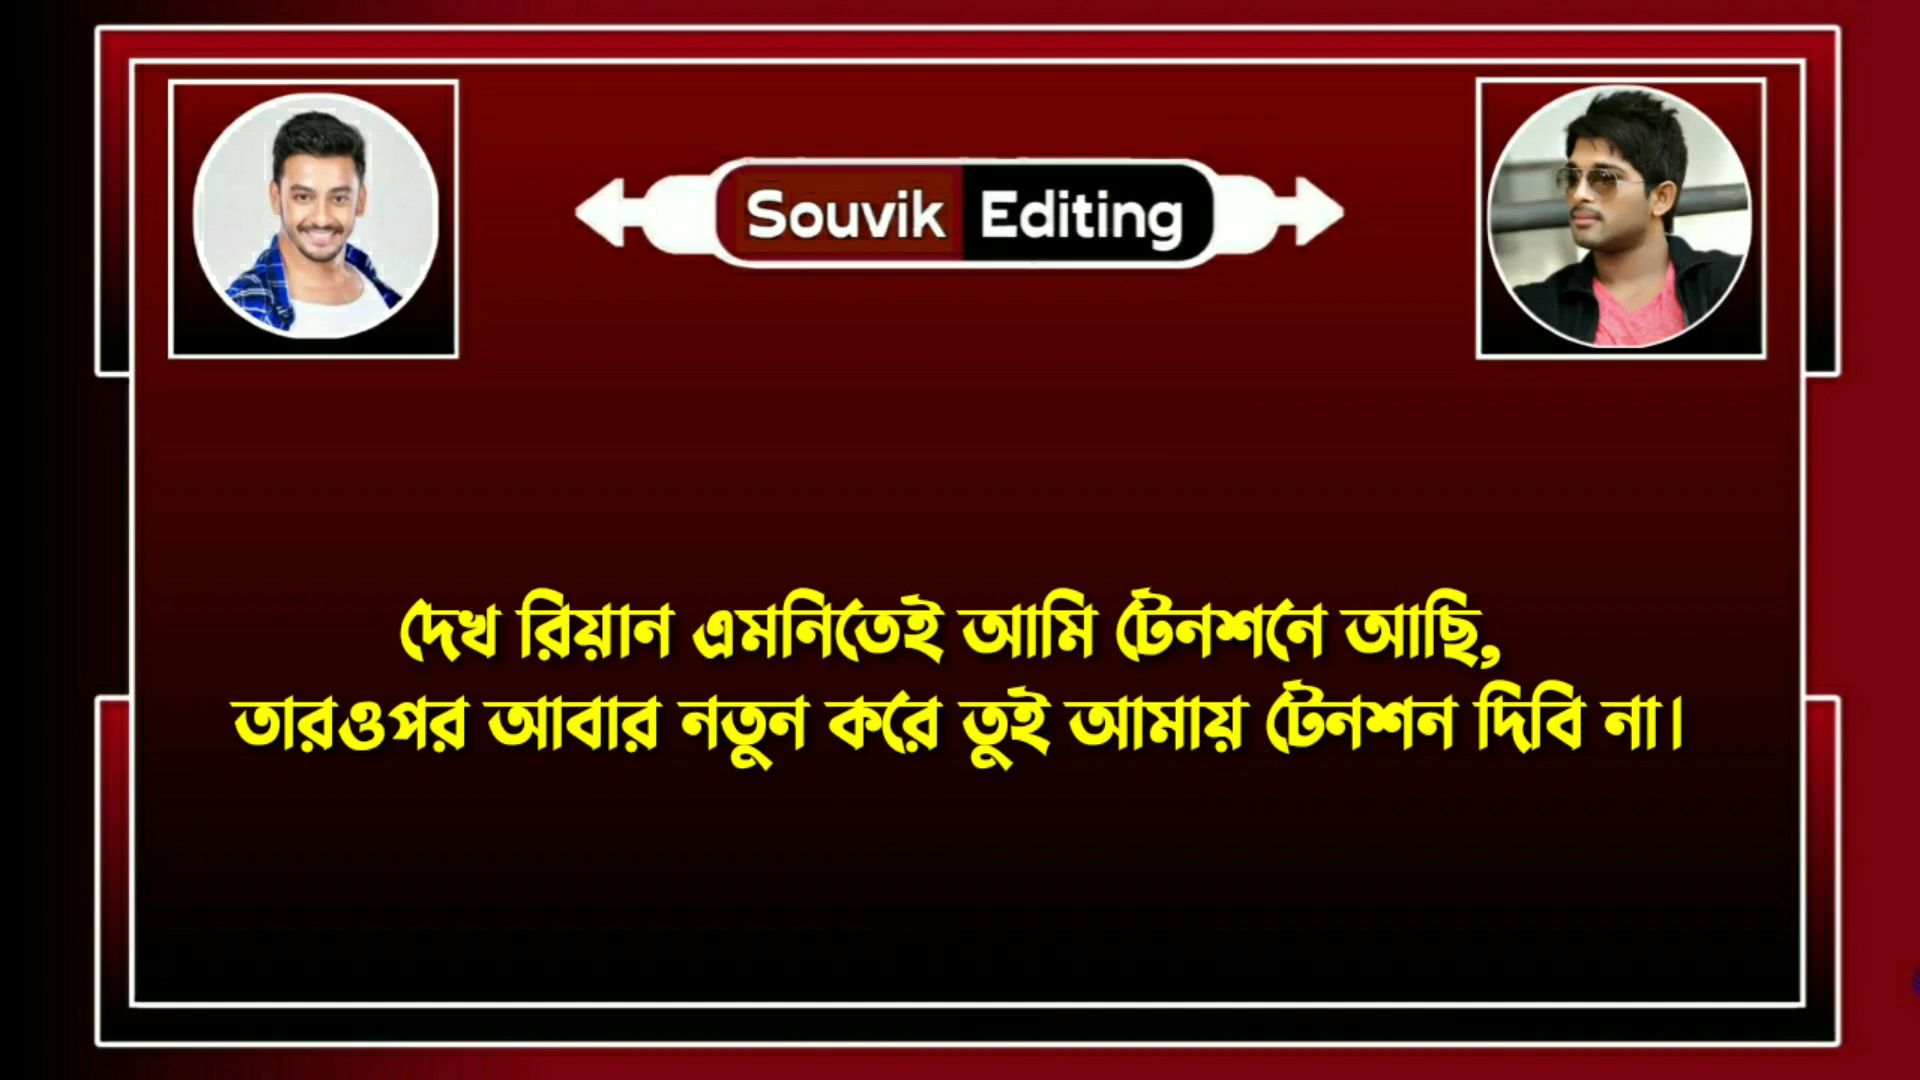 Souvik Editing
দেখ রিয়ান এমনিতেই আমি টেনশনে আছি,
তারওপর আবার নতুন করে তুই আমায় টেনশন দিবি না।